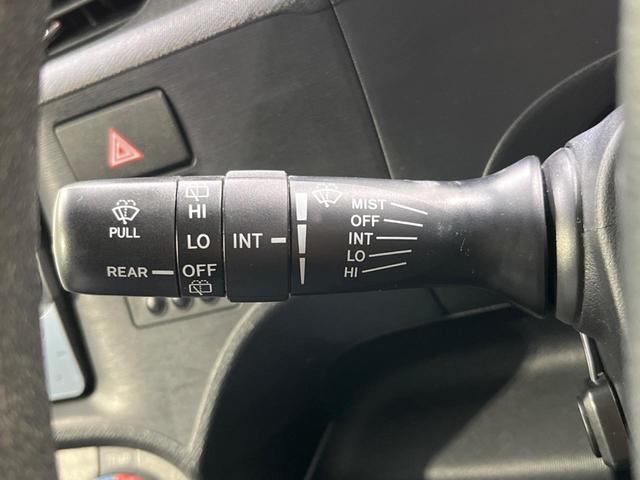 PULL
REAR
HI
LO
OFF
INT
MIST
OFF
INT
LO
HI